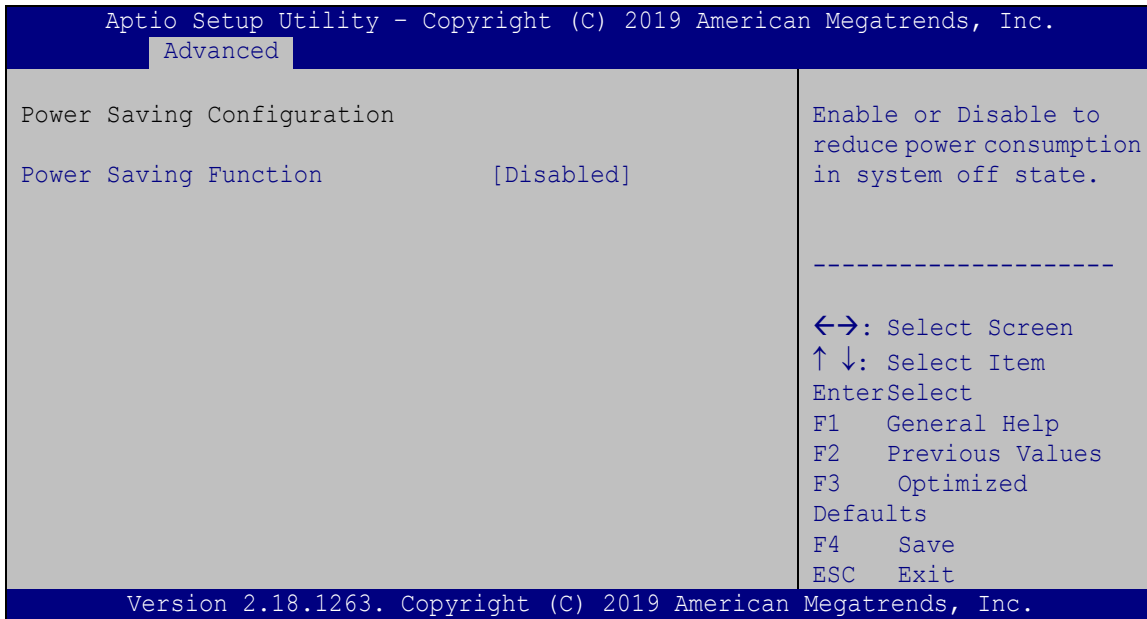 Aptio Setup Utility – Copyright (C) 2019 American Megatrends, Inc.
Advanced
Power Saving Configuration
Power Saving Function [Disabled]
Enable or Disable to
reduce power consumption
in system off state.
---------------------
←→: Select Screen
↑ ↓: Select Item
EnterSelect
F1 General Help
F2 Previous Values
F3 Optimized
Defaults
F4 Save
ESC Exit
Version 2.18.1263. Copyright (C) 2019 American Megatrends, Inc.